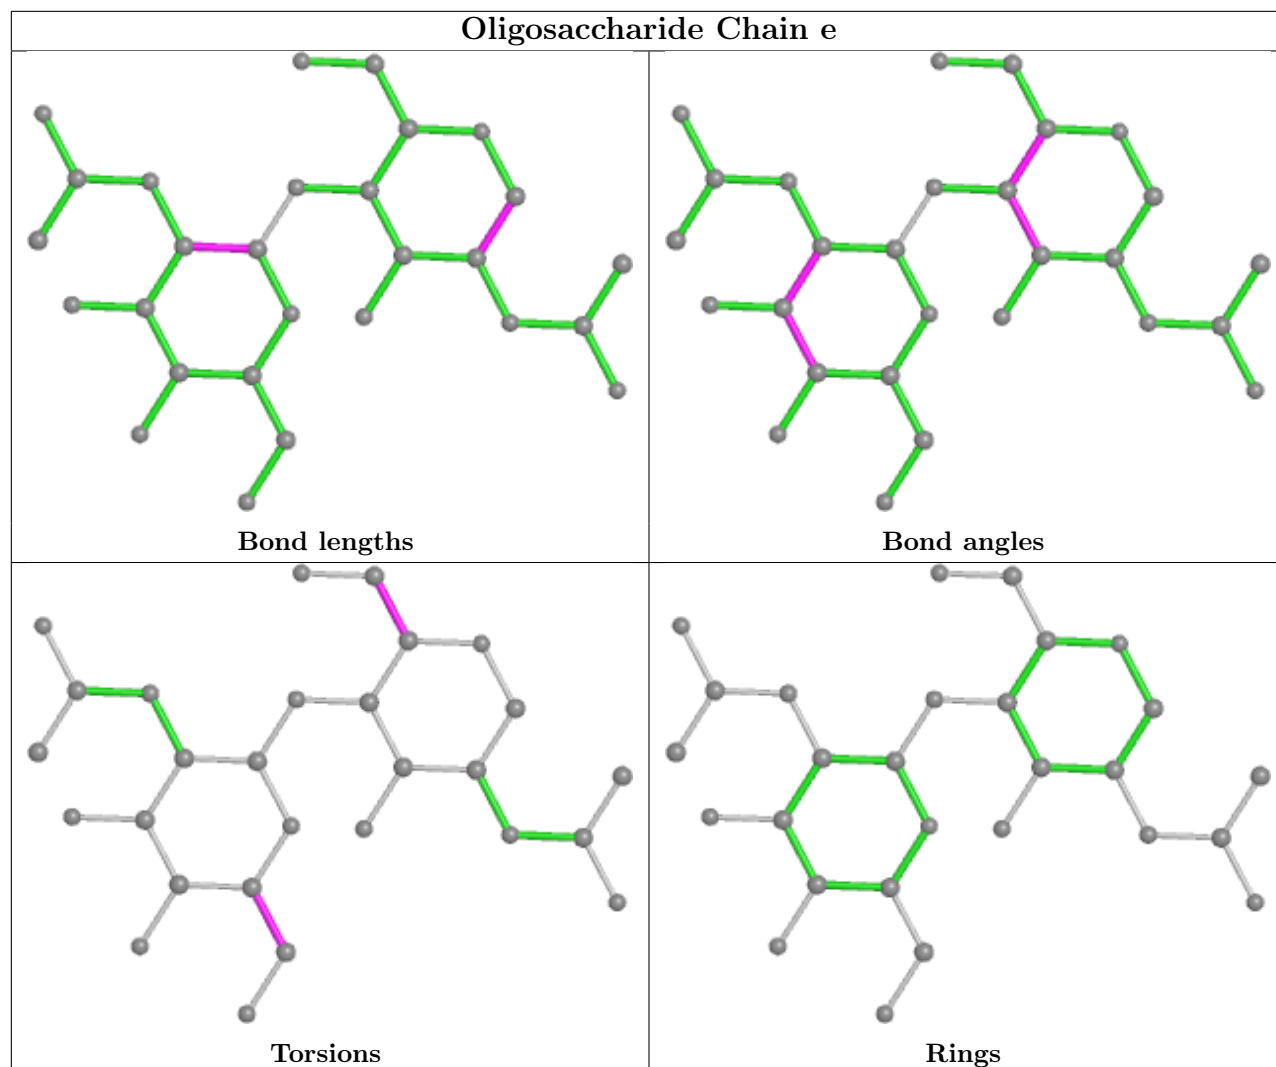 Oligosaccharide Chain e
Bond lengths
Bond angles
Torsions
Rings